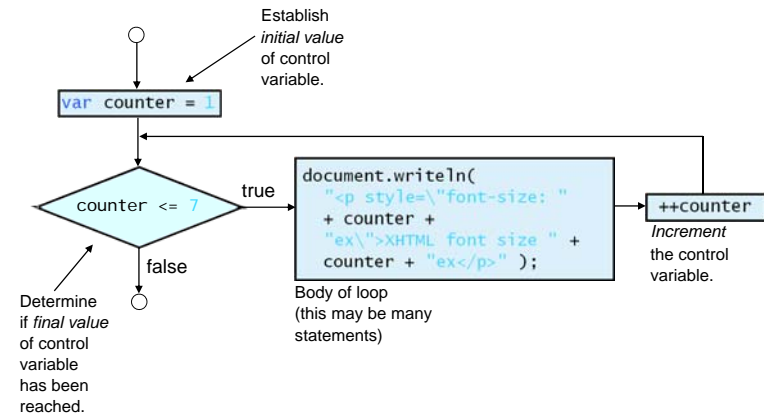 Establish
initial value
of control
variable.
var counter = 1
counter <= 7
true
false
document.writeln(
"<p style=\"font-size: "
+ counter +
"ex\">XHTML font size " +
counter + "ex</p>" );
++counter
Increment
the control
variable.
Body of loop
(this may be many
statements)
Determine
if final value
of control
variable
has been
reached.